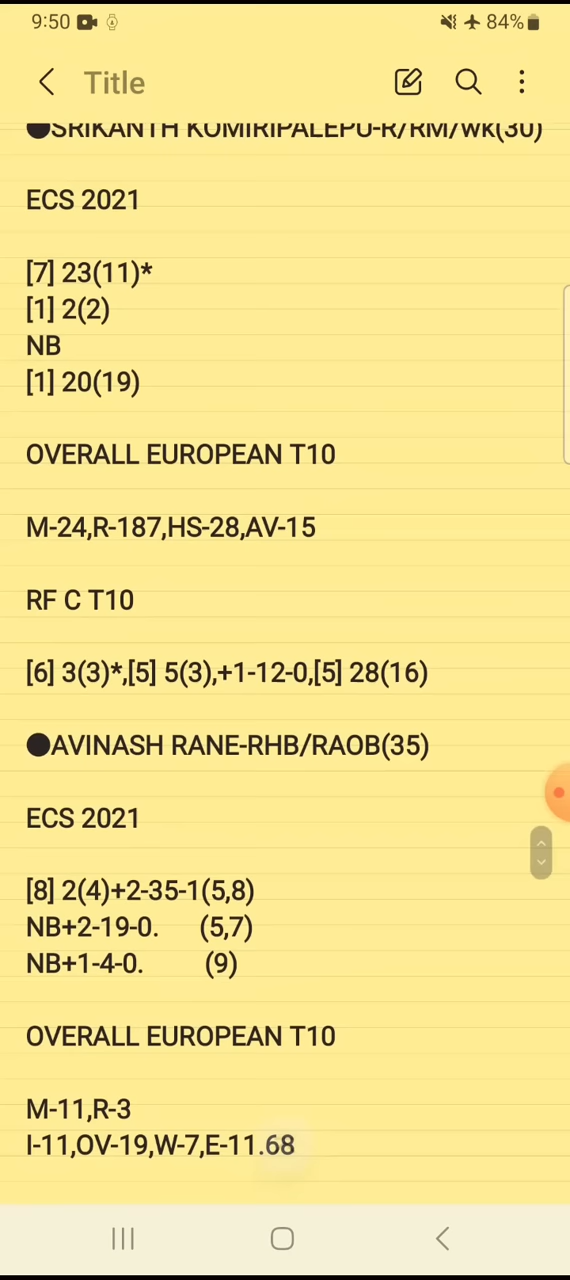 9:50 84%
Title
●SRIKANTH KUMIRIPALEPU-R/RM/WK(30)
ECS 2021
[7] 23(11)*
[1] 2(2)
NB
[1] 20(19)
OVERALL EUROPEAN T10
M-24,R-187,HS-28,AV-15
RF C T10
[6] 3(3)*,[5] 5(3),+1-12-0,[5] 28(16)
●AVINASH RANE-RHB/RAOB(35)
ECS 2021
[8] 2(4)+2-35-1(5,8)
NB+2-19-0. (5,7)
NB+1-4-0. (9)
OVERALL EUROPEAN T10
M-11,R-3
I-11,OV-19,W-7,E-11.68